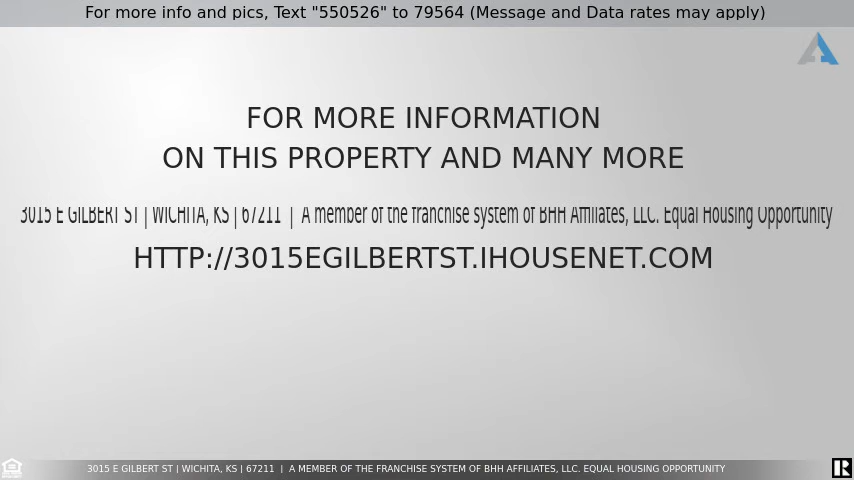 For more info and pics, Text "550526" to 79564 (Message and Data rates may apply)
FOR MORE INFORMATION
ON THIS PROPERTY AND MANY MORE
3015 E GILBERT ST | WICHITA, KS | 67211 | A member of the franchise system of BHH Affiliates, LLC. Equal Housing Opportunity
HTTP://3015EGILBERTST.IHOUSENET.COM
3015 E GILBERT ST | WICHITA, KS | 67211 | A MEMBER OF THE FRANCHISE SYSTEM OF BHH AFFILIATES, LLC. EQUAL HOUSING OPPORTUNITY